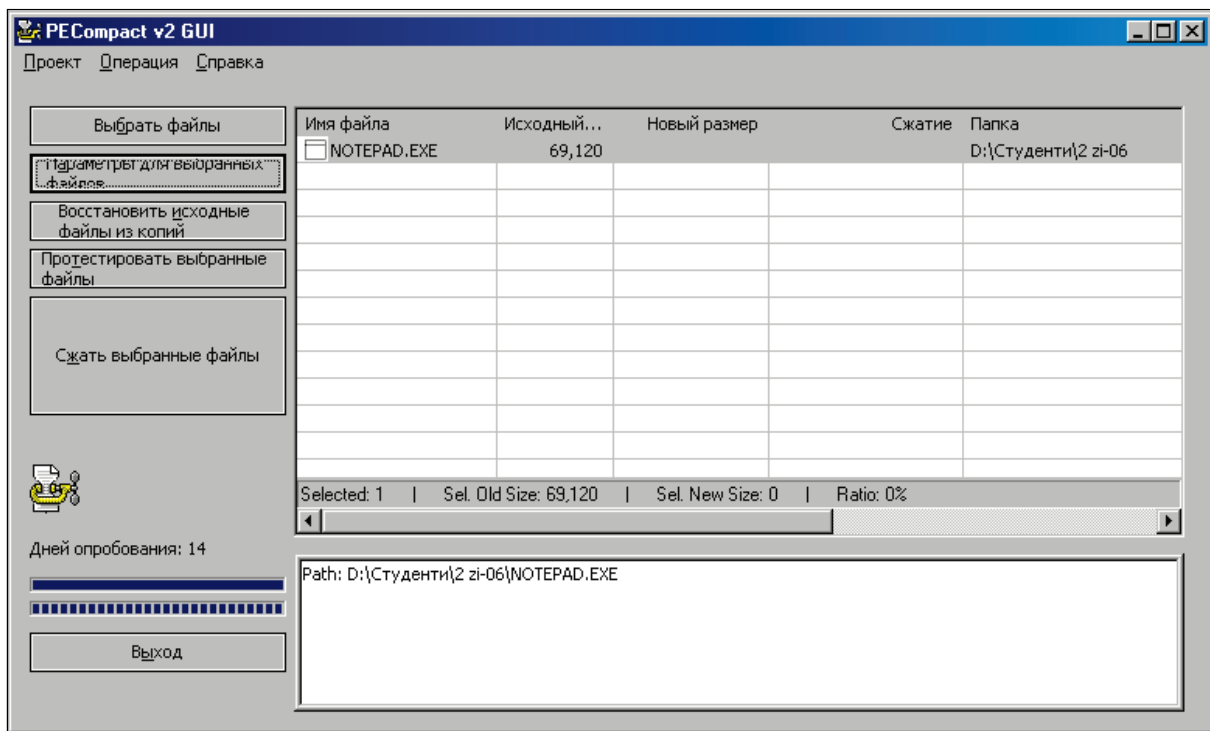 PECompact v2 GUI
Проект Операция Справка
Выбрать файлы
Параметры для выбранных
файлов
Восстановить исходные
файлы из копий
Протестировать выбранные
файлы
Сжать выбранные файлы
Дней опробования: 14
Выход
Имя файла Исходный... Новый размер Сжатие Папка
NOTEPAD.EXE 69,120 D:\Студенти\2 zi-06
Selected: 1 | Sel. Old Size: 69,120 | Sel. New Size: 0 | Ratio: 0%
Path: D:\Студенти\2 zi-06\NOTEPAD.EXE